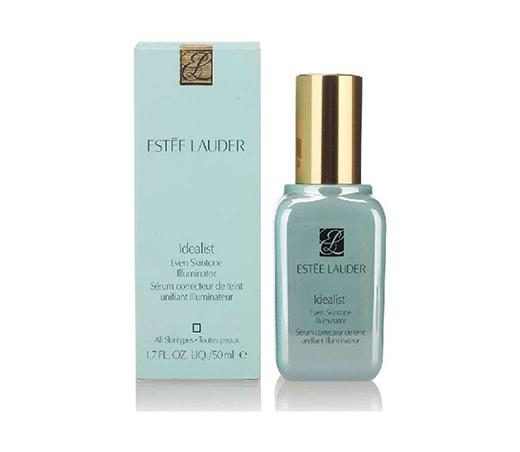 ESTĒE LAUDER
Idealist
Even Skintone
Illuminator
Sérum correcteur de teint
unifiant illuminateur
All Skintypes • Toutes peaux
1.7 FL. OZ. LIQ./50 ml ℮
ESTĒE LAUDER
Idealist
Even Skintone
Illuminator
Sérum correcteur de teint
unifiant illuminateur